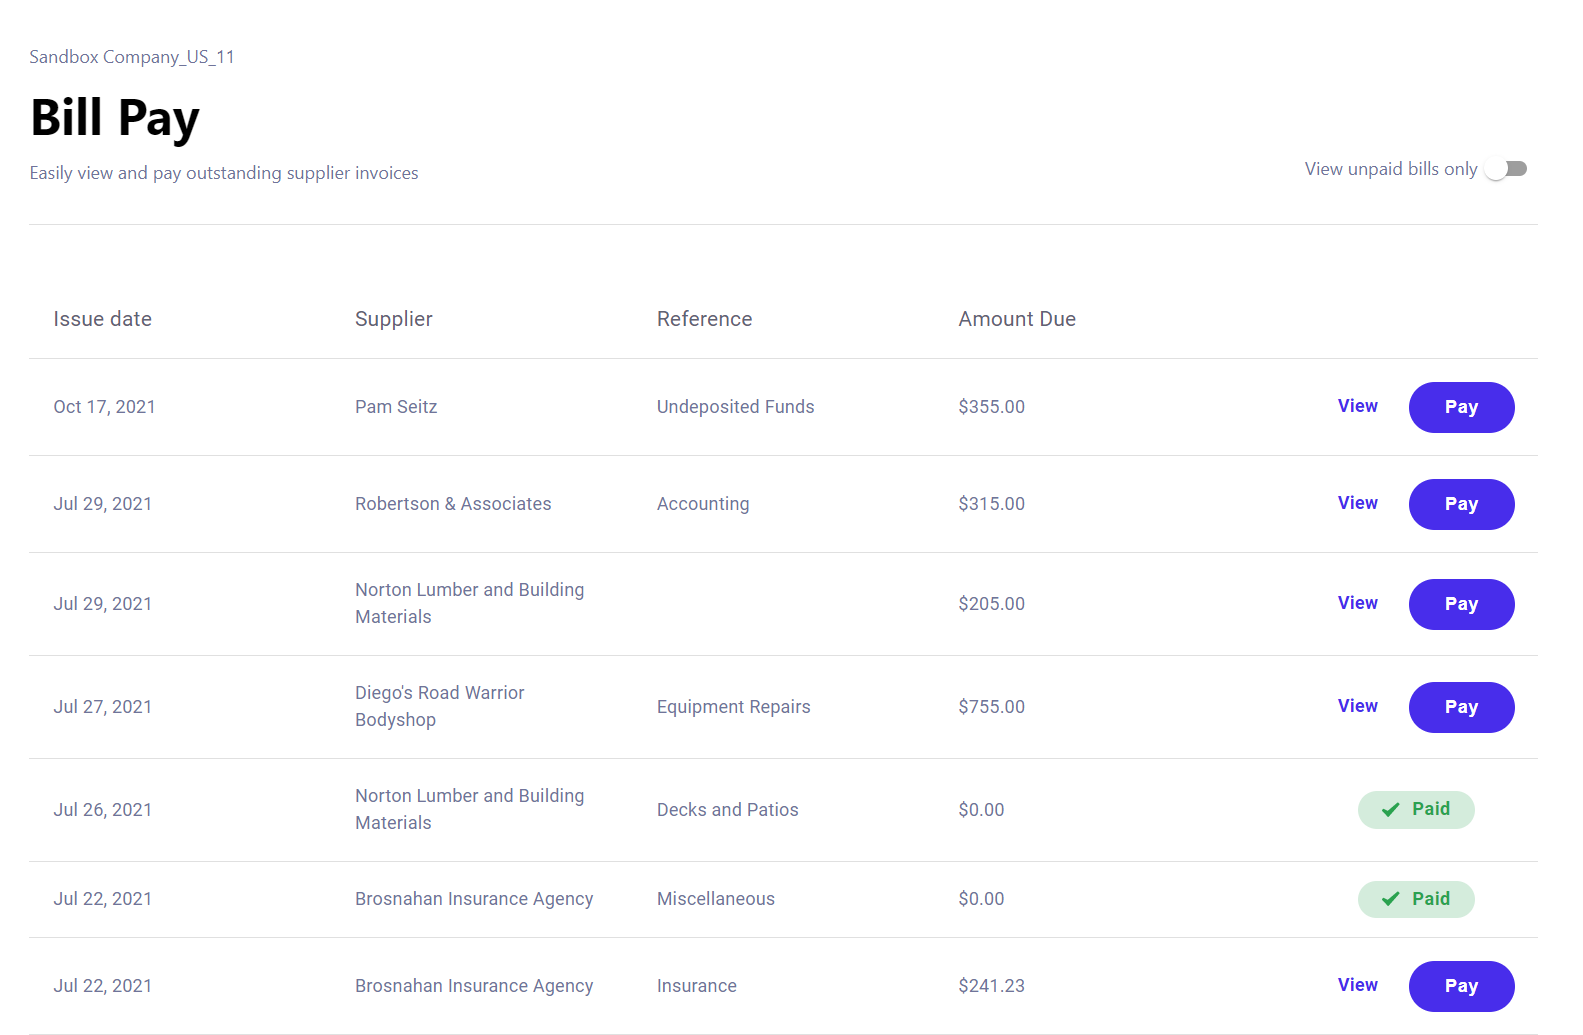 Sandbox Company_US_11
Bill Pay
Easily view and pay outstanding supplier invoices
View unpaid bills only
Issue date Supplier Reference Amount Due
Oct 17, 2021 Pam Seitz Undeposited Funds $355.00 View Pay
Jul 29, 2021 Robertson & Associates Accounting $315.00 View Pay
Norton Lumber and Building
Jul 29, 2021 $205.00 View Pay
Materials
Diego's Road Warrior
Jul 27, 2021 Equipment Repairs $755.00 View Pay
Bodyshop
Norton Lumber and Building
Jul 26, 2021 Decks and Patios $0.00 Paid
Materials
Jul 22, 2021 Brosnahan Insurance Agency Miscellaneous $0.00 Paid
Jul 22, 2021 Brosnahan Insurance Agency Insurance $241.23 View Pay